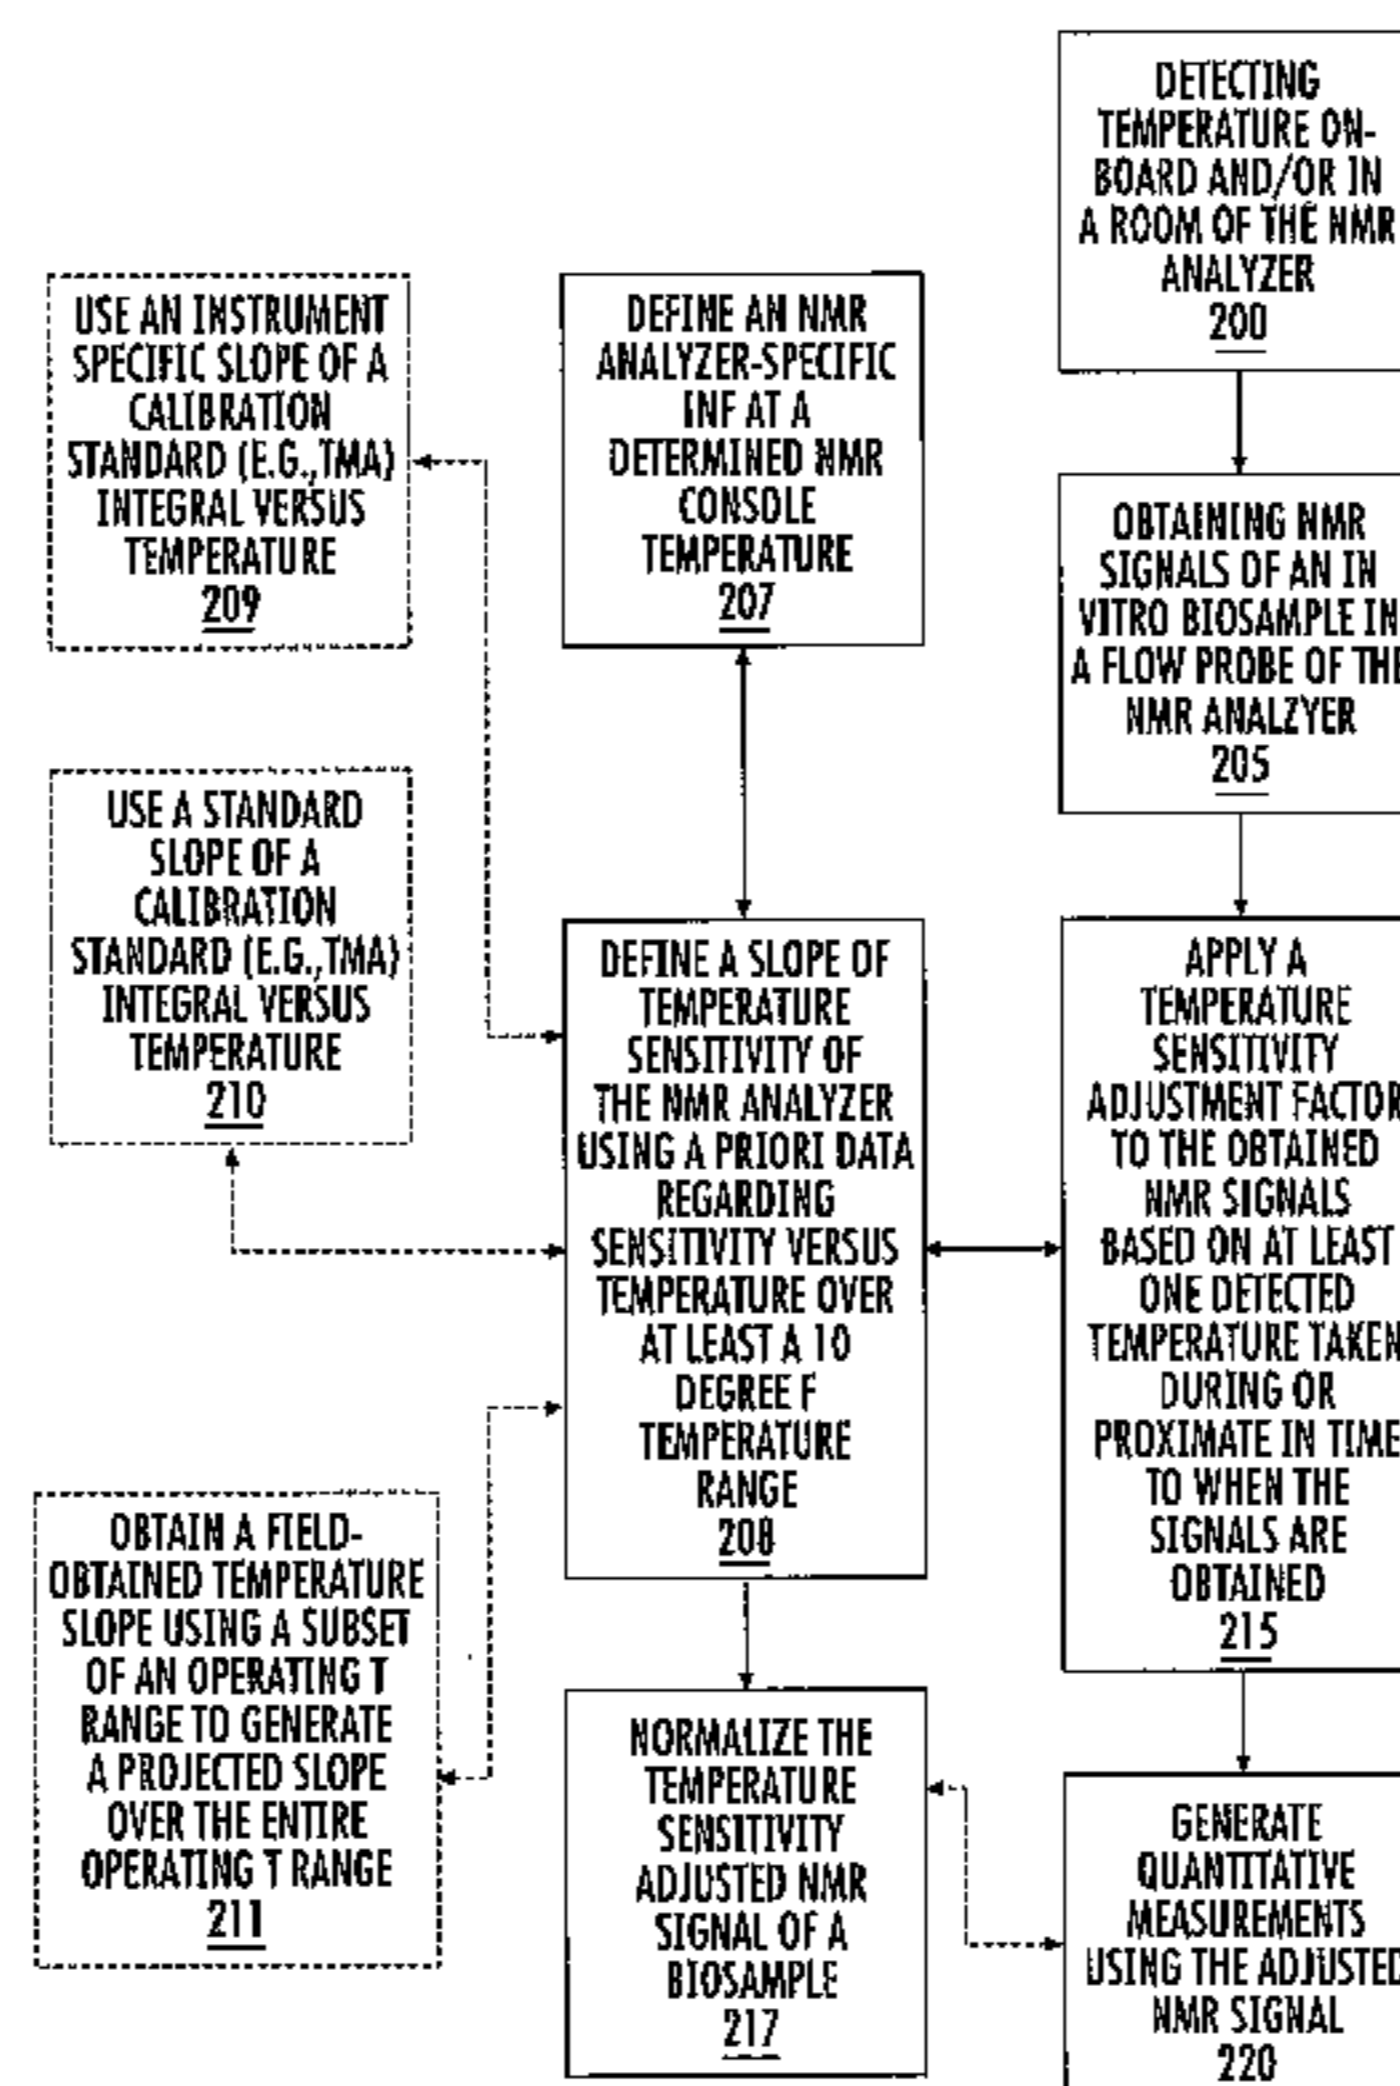 DETECTING
TEMPERATURE ON-
BOARD AND/OR IN
A ROOM OF THE NMR
ANALYZER
200
USE AN INSTRUMENT
SPECIFIC SLOPE OF A
CALIBRATION
STANDARD (E.G.,TMA)
INTEGRAL VERSUS
TEMPERATURE
209
DEFINE AN NMR
ANALYZER-SPECIFIC
INF AT A
DETERMINED NMR
CONSOLE
TEMPERATURE
207
OBTAINING NMR
SIGNALS OF AN IN
VITRO BIOSAMPLE IN
A FLOW PROBE OF THE
NMR ANALZYER
205
USE A STANDARD
SLOPE OF A
CALIBRATION
STANDARD (E.G.,TMA)
INTEGRAL VERSUS
TEMPERATURE
210
DEFINE A SLOPE OF
TEMPERATURE
SENSITIVITY OF
THE NMR ANALYZER
USING A PRIORI DATA
REGARDING
SENSITIVITY VERSUS
TEMPERATURE OVER
AT LEAST A 10
DEGREE F
TEMPERATURE
RANGE
208
APPLY A
TEMPERATURE
SENSITIVITY
ADJUSTMENT FACTOR
TO THE OBTAINED
NMR SIGNALS
BASED ON AT LEAST
ONE DETECTED
TEMPERATURE TAKEN
DURING OR
PROXIMATE IN TIME
TO WHEN THE
SIGNALS ARE
OBTAINED
215
OBTAIN A FIELD-
OBTAINED TEMPERATURE
SLOPE USING A SUBSET
OF AN OPERATING T
RANGE TO GENERATE
A PROJECTED SLOPE
OVER THE ENTIRE
OPERATING T RANGE
211
NORMALIZE THE
TEMPERATURE
SENSITIVITY
ADJUSTED NMR
SIGNAL OF A
BIOSAMPLE
217
GENERATE
QUANTITATIVE
MEASUREMENTS
USING THE ADJUSTED
NMR SIGNAL
220